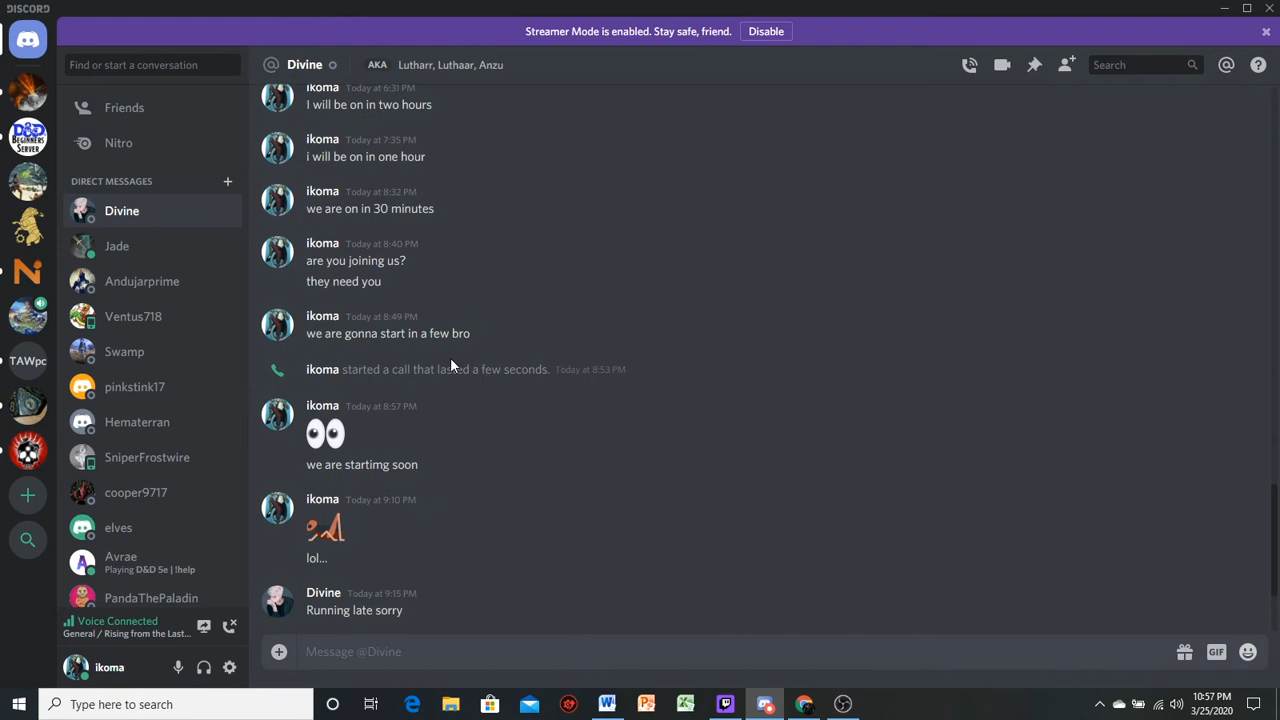 DISCORD
Streamer Mode is enabled. Stay safe, friend. Disable
Find or start a conversation
Divine AKA Lutharr, Luthaar, Anzu
Search
Friends
Nitro
DIRECT MESSAGES
Divine
Jade
Andujarprime
Ventus718
Swamp
pinkstink17
Hematerran
SniperFrostwire
cooper9717
elves
Avrae
Playing D&D 5e | !help
PandaThePaladin
Voice Connected
General / Rising from the Last...
ikoma
D&D
BEGINNERS
SERVER
TAWpc
ikoma Today at 6:31 PM
I will be on in two hours
ikoma Today at 7:35 PM
i will be on in one hour
ikoma Today at 8:32 PM
we are on in 30 minutes
ikoma Today at 8:40 PM
are you joining us?
they need you
ikoma Today at 8:49 PM
we are gonna start in a few bro
ikoma started a call that lasted a few seconds. Today at 8:53 PM
ikoma Today at 8:57 PM
we are startimg soon
ikoma Today at 9:10 PM
lol...
Divine Today at 9:15 PM
Running late sorry
Message @Divine
GIF
Type here to search
10:57 PM
3/25/2020